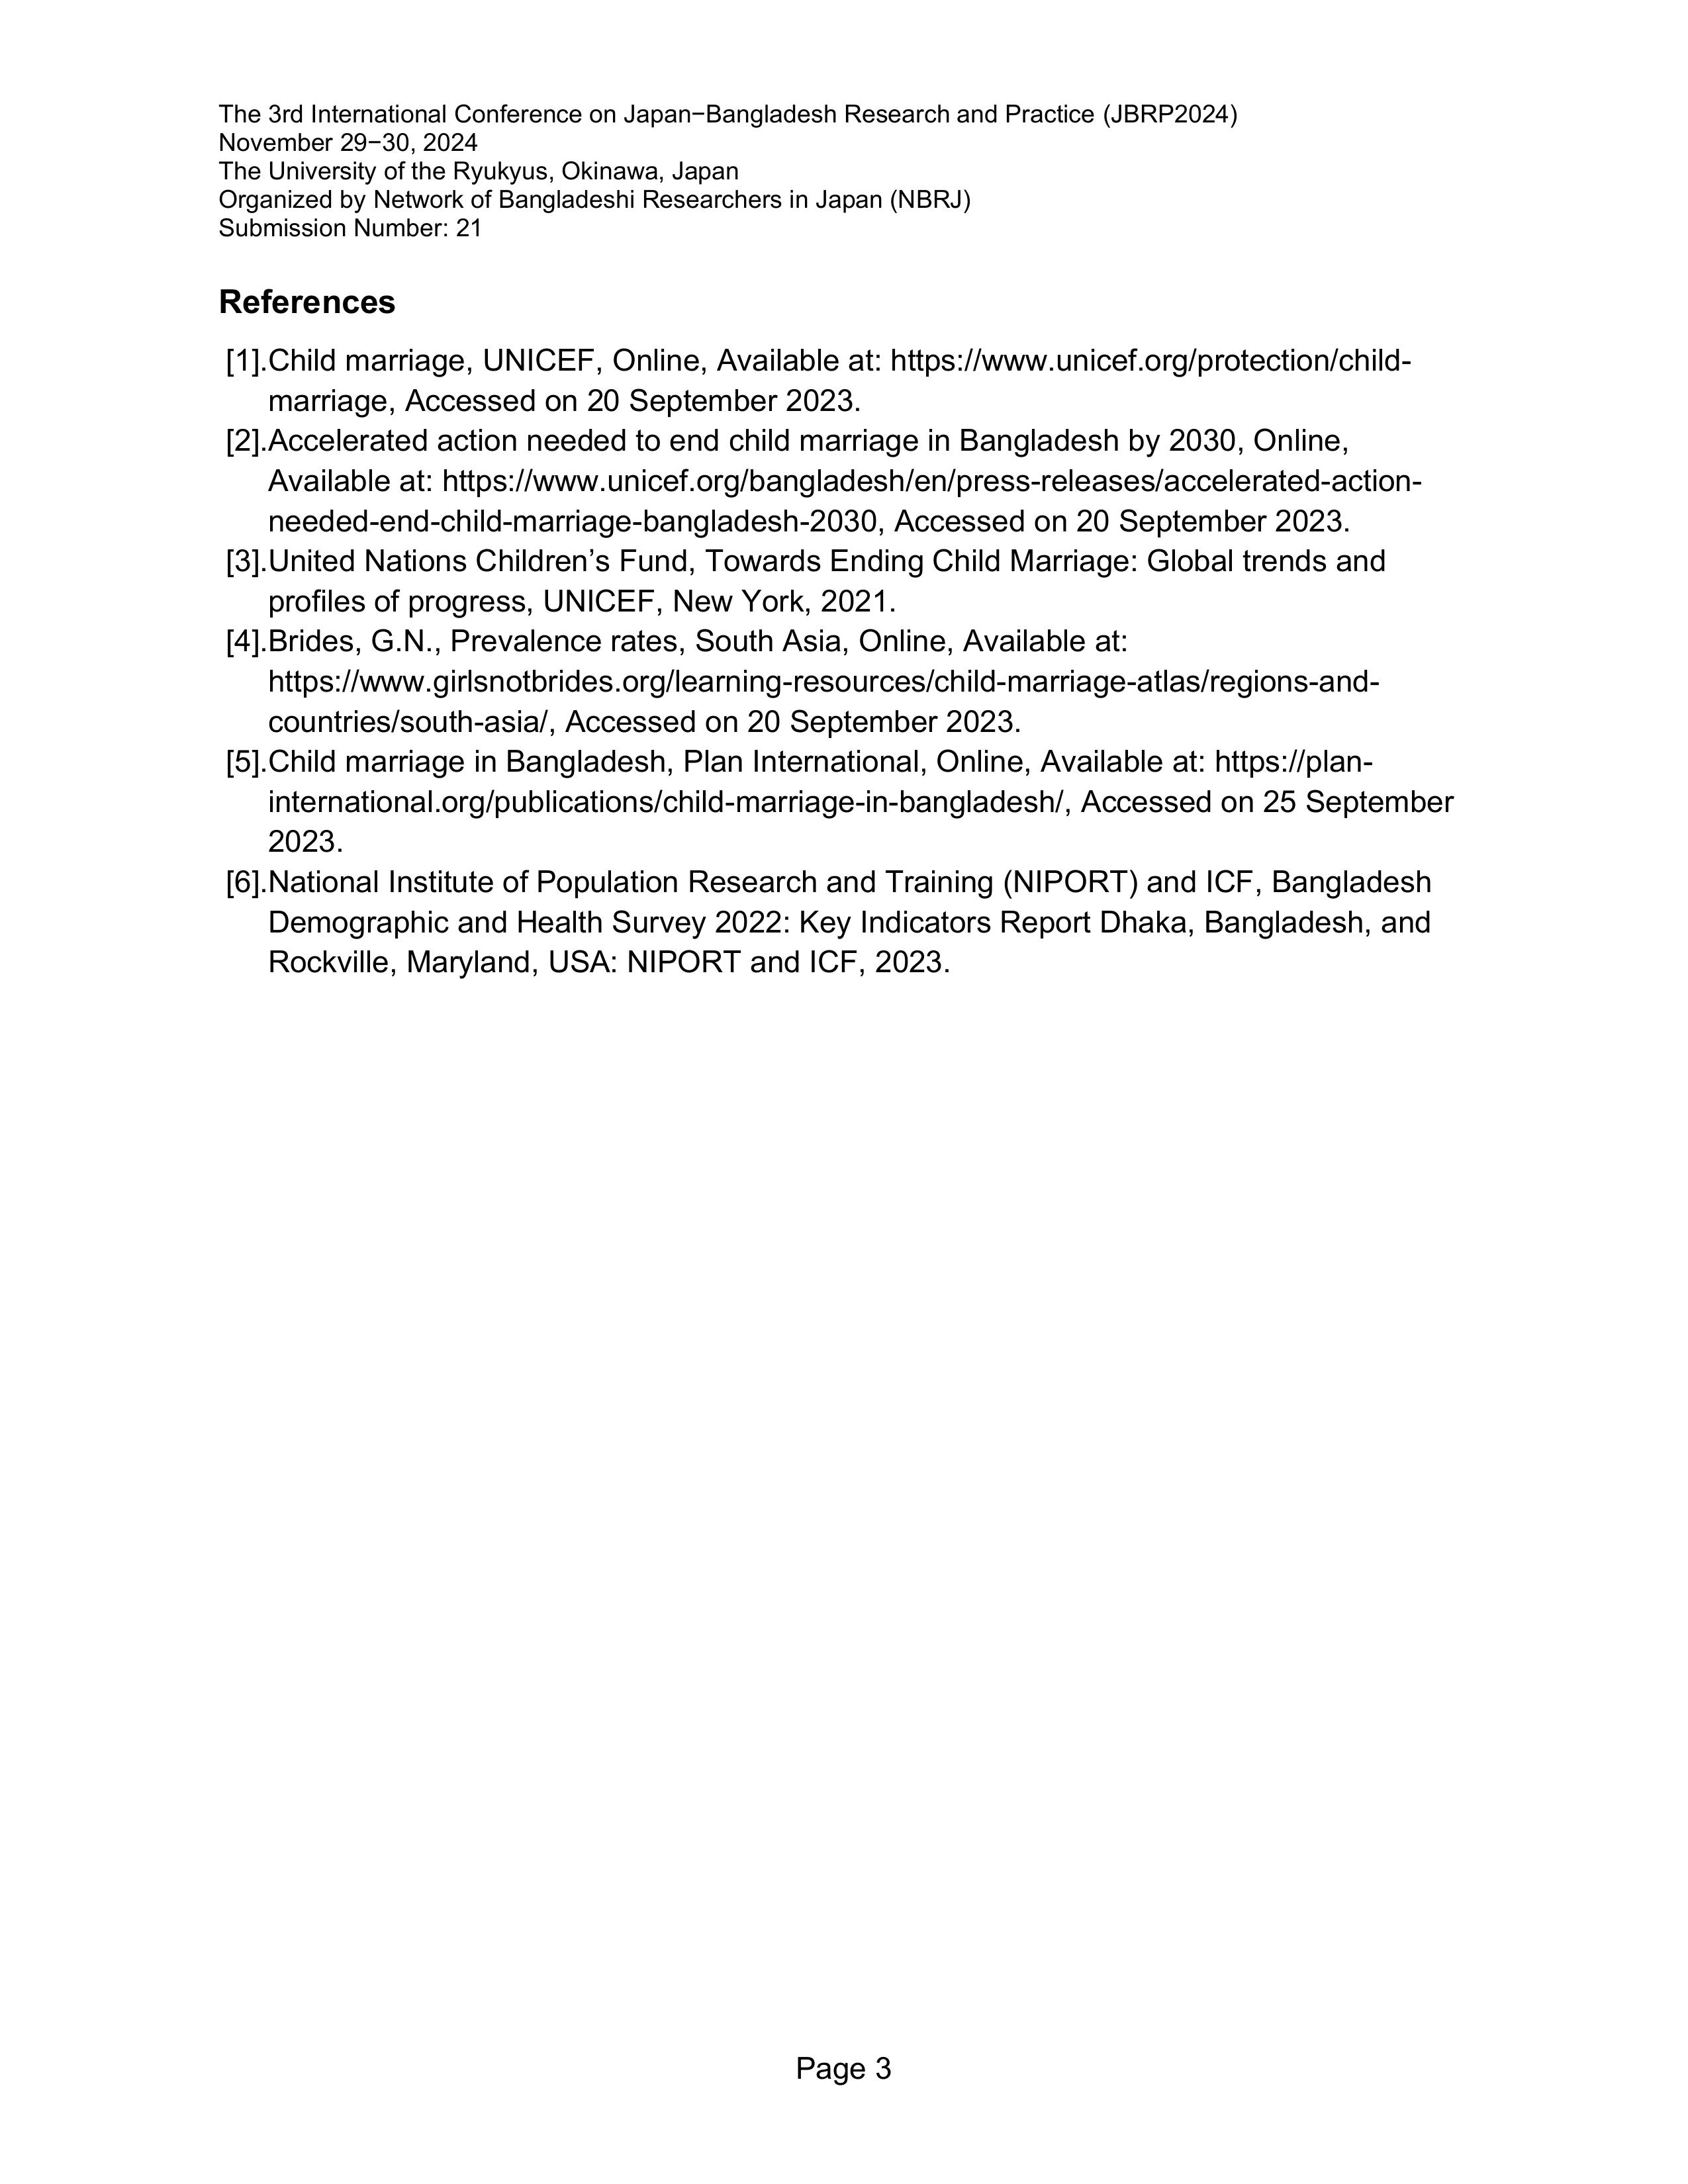 The 3rd International Conference on Japan−Bangladesh Research and Practice (JBRP2024)
November 29−30, 2024
The University of the Ryukyus, Okinawa, Japan
Organized by Network of Bangladeshi Researchers in Japan (NBRJ)
Submission Number: 21
References
[1].Child marriage, UNICEF, Online, Available at: https://www.unicef.org/protection/child-
marriage, Accessed on 20 September 2023.
[2].Accelerated action needed to end child marriage in Bangladesh by 2030, Online,
Available at: https://www.unicef.org/bangladesh/en/press-releases/accelerated-action-
needed-end-child-marriage-bangladesh-2030, Accessed on 20 September 2023.
[3].United Nations Children’s Fund, Towards Ending Child Marriage: Global trends and
profiles of progress, UNICEF, New York, 2021.
[4].Brides, G.N., Prevalence rates, South Asia, Online, Available at:
https://www.girlsnotbrides.org/learning-resources/child-marriage-atlas/regions-and-
countries/south-asia/, Accessed on 20 September 2023.
[5].Child marriage in Bangladesh, Plan International, Online, Available at: https://plan-
international.org/publications/child-marriage-in-bangladesh/, Accessed on 25 September
2023.
[6].National Institute of Population Research and Training (NIPORT) and ICF, Bangladesh
Demographic and Health Survey 2022: Key Indicators Report Dhaka, Bangladesh, and
Rockville, Maryland, USA: NIPORT and ICF, 2023.
Page 3